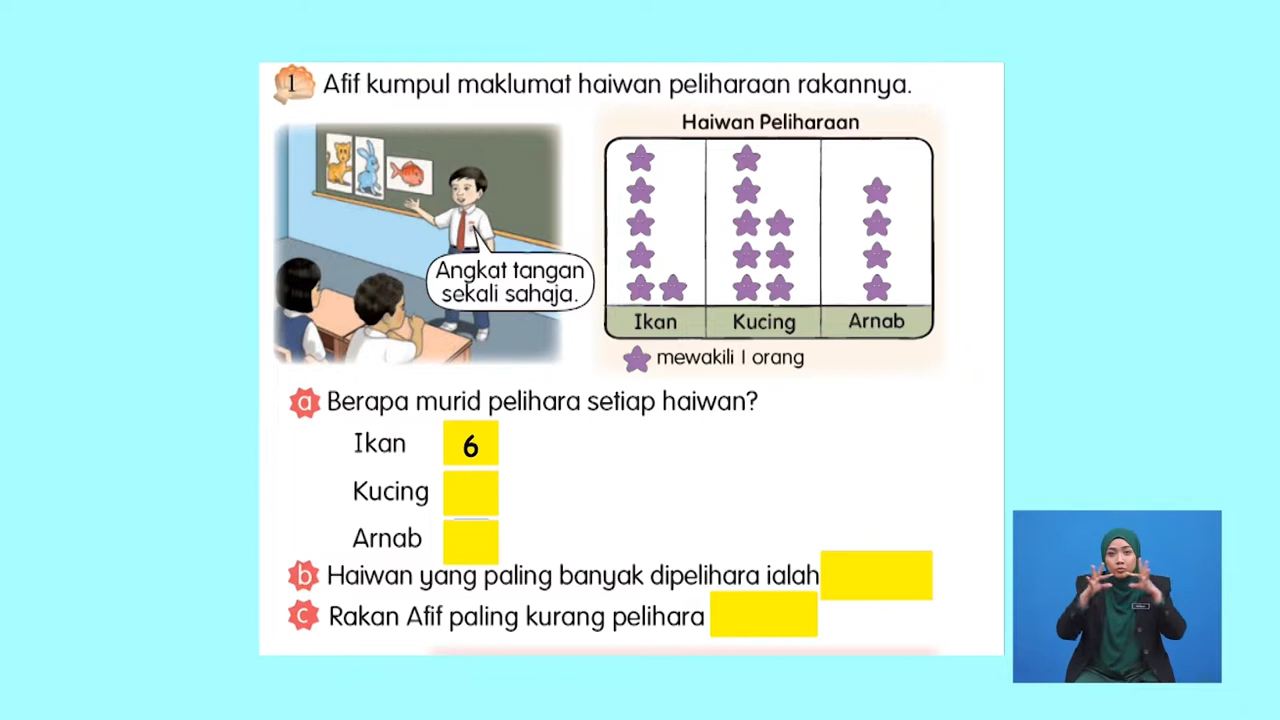 1 Afif kumpul maklumat haiwan peliharaan rakannya.
Haiwan Peliharaan
Angkat tangan
sekali sahaja.
Ikan Kucing Arnab
mewakili 1 orang
a Berapa murid pelihara setiap haiwan?
Ikan 6
Kucing
Arnab
b Haiwan yang paling banyak dipelihara ialah
c Rakan Afif paling kurang pelihara